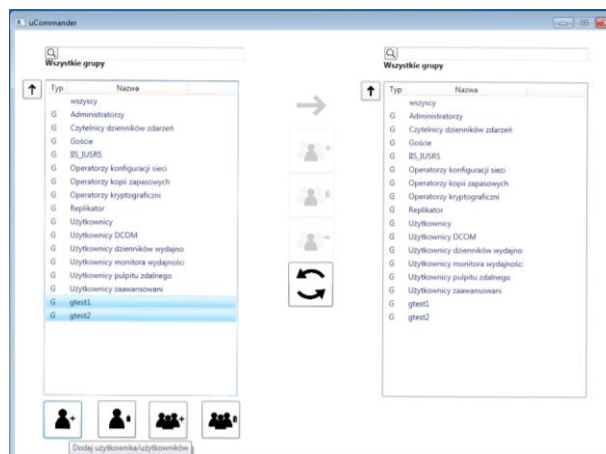 uCommander
Wszystkie grupy
Typ Nazwa
wszyscy
G Administratorzy
G Czytelnicy dzienników zdarzeń
G Goście
G IIS_IUSRS
G Operatorzy konfiguracji sieci
G Operatorzy kopii zapasowych
G Operatorzy kryptograficzni
G Replikator
G Użytkownicy
G Użytkownicy DCOM
G Użytkownicy dzienników wydajno
G Użytkownicy monitora wydajności
G Użytkownicy pulpitu zdalnego
G Użytkownicy zaawansowani
G gtest1
G gtest2
Dodaj użytkownika/użytkowników
Wszystkie grupy
Typ Nazwa
wszyscy
G Administratorzy
G Czytelnicy dzienników zdarzeń
G Goście
G IIS_IUSRS
G Operatorzy konfiguracji sieci
G Operatorzy kopii zapasowych
G Operatorzy kryptograficzni
G Replikator
G Użytkownicy
G Użytkownicy DCOM
G Użytkownicy dzienników wydajno
G Użytkownicy monitora wydajności
G Użytkownicy pulpitu zdalnego
G Użytkownicy zaawansowani
G gtest1
G gtest2